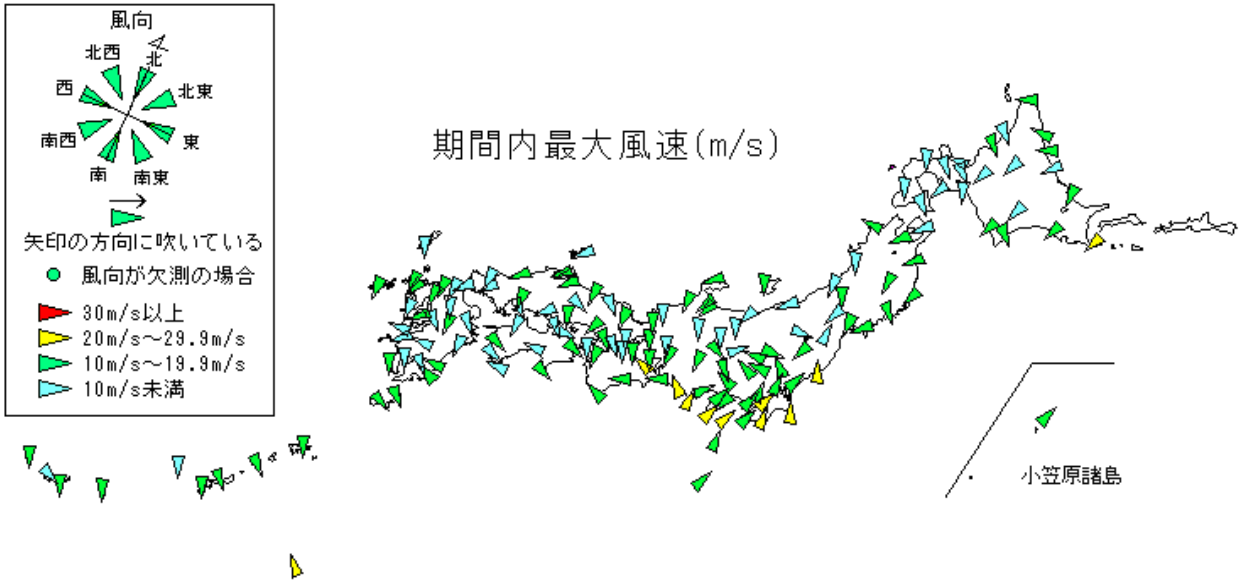 風向
北西
北
西
北東
南西
東
南
南東
矢印の方向に吹いている
風向が欠測の場合
30m/s以上
20m/s～29.9m/s
10m/s～19.9m/s
10m/s未満
期間内最大風速(m/s)
小笠原諸島